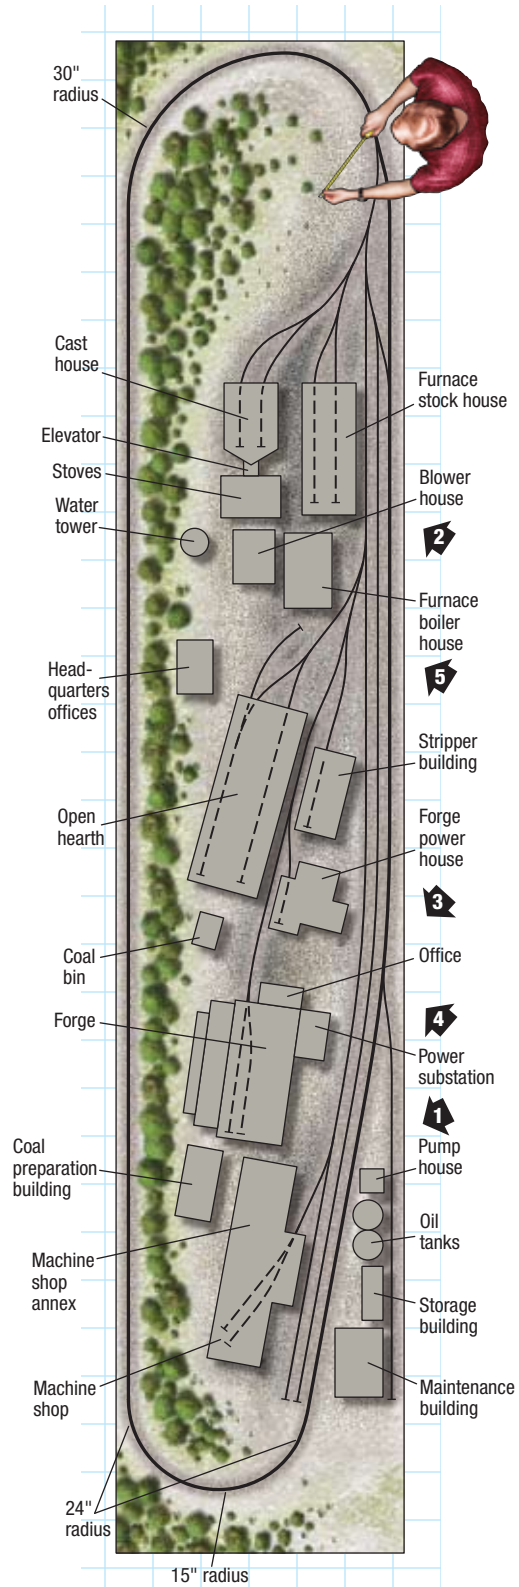 30" radius
Cast house
Furnace stock house
Elevator
Stoves
Blower house
Water tower
2
Furnace boiler house
5
Head-quarters offices
Stripper building
Open hearth
Forge power house
3
Coal bin
Office
Forge
4
Power substation
1
Coal preparation building
Pump house
Oil tanks
Machine shop annex
Storage building
Machine shop
Maintenance building
24" radius
15" radius